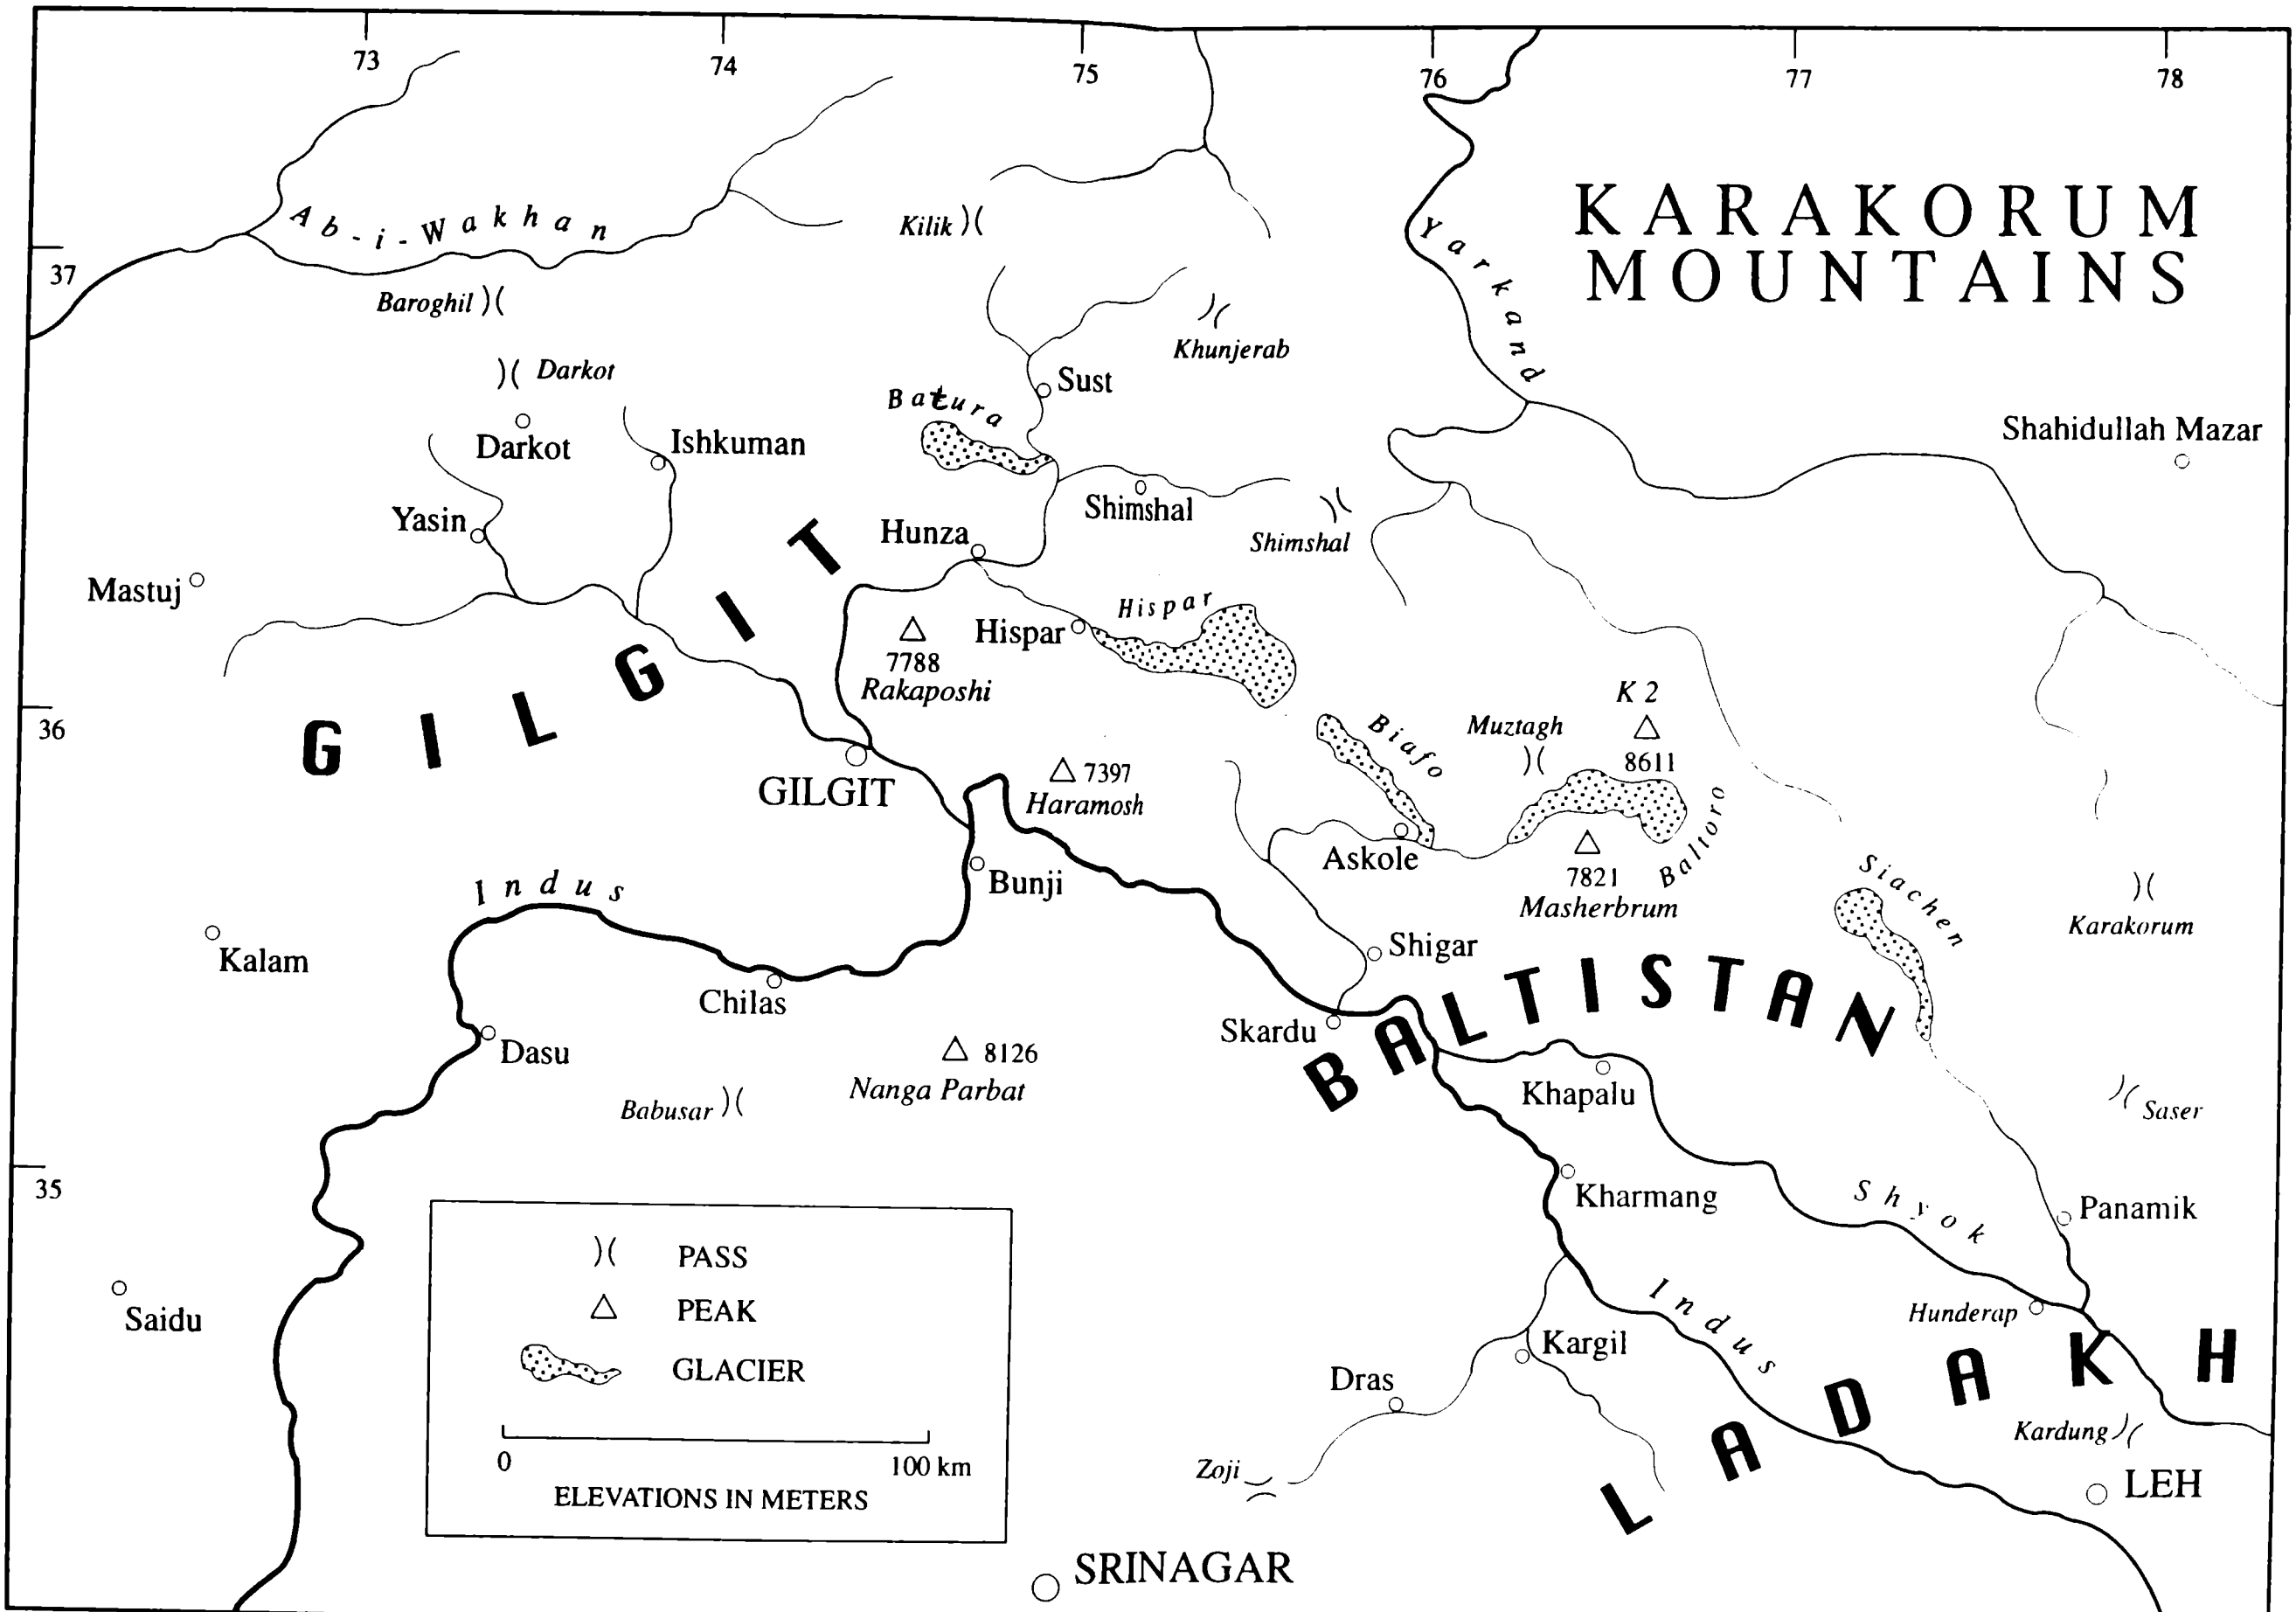 73
74
75
76
77
78
KARAKORUM
MOUNTAINS
Ab-i-Wakhan
Kilik
Yarkand
37
Baroghil
Khunjerab
Darkot
Sust
Batura
Darkot
Ishkuman
Shahidullah Mazar
Yasin
Shimshal
Hunza
Shimshal
Mastuj
Hispar
Hispar
7788
Rakaposhi
GILGIT
36
K 2
8611
Muztagh
Biafo
GILGIT
7397
Haramosh
Baltoro
Askole
7821
Masherbrum
Bunji
Indus
Siachen
Karakorum
Kalam
Shigar
Chilas
BALTISTAN
Skardu
Dasu
8126
Nanga Parbat
Khapalu
Babusar
Saser
35
Kharmang
Shyok
Panamik
PASS
PEAK
GLACIER
0
100 km
ELEVATIONS IN METERS
Saidu
Indus
Hunderap
Kargil
Dras
LADAKH
Kardung
Zoji
LEH
SRINAGAR